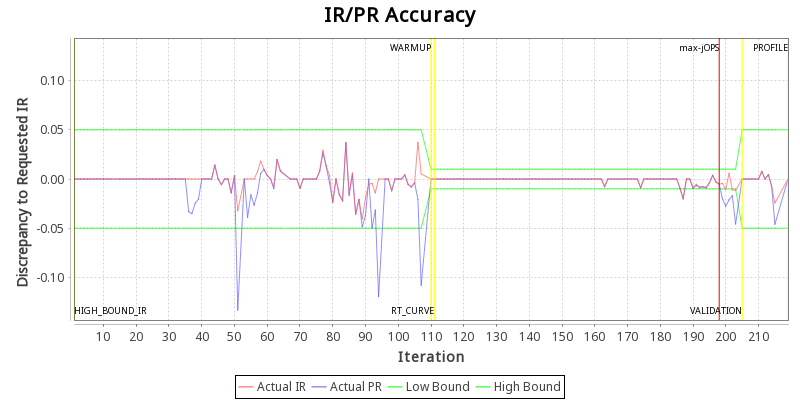 IR/PR Accuracy
WARMUP
max-jOPS
PROFILE
0.10
0.05
0.00
-0.05
-0.10
Discrepancy to Requested IR
HIGH_BOUND_IR
RT_CURVE
VALIDATION
10 20 30 40 50 60 70 80 90 100 110 120 130 140 150 160 170 180 190 200 210
Iteration
Actual IR Actual PR Low Bound High Bound